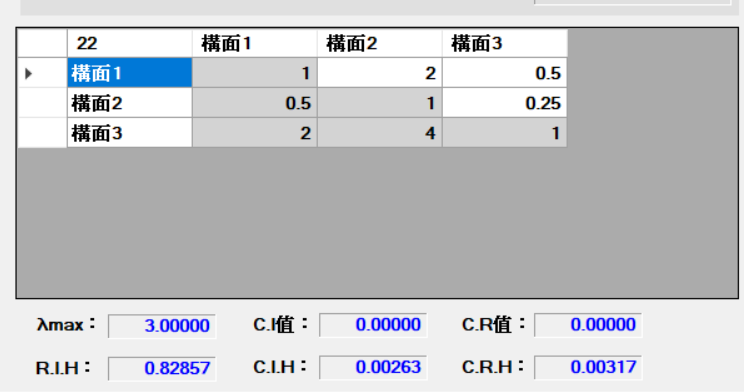 22 構面1 構面2 構面3
構面1 1 2 0.5
構面2 0.5 1 0.25
構面3 2 4 1
λmax： 3.00000 C.I值： 0.00000 C.R值： 0.00000
R.I.H： 0.82857 C.I.H： 0.00263 C.R.H： 0.00317